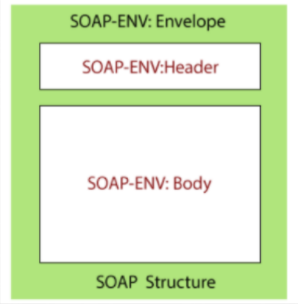 SOAP-ENV: Envelope
SOAP-ENV:Header
SOAP-ENV: Body
SOAP Structure